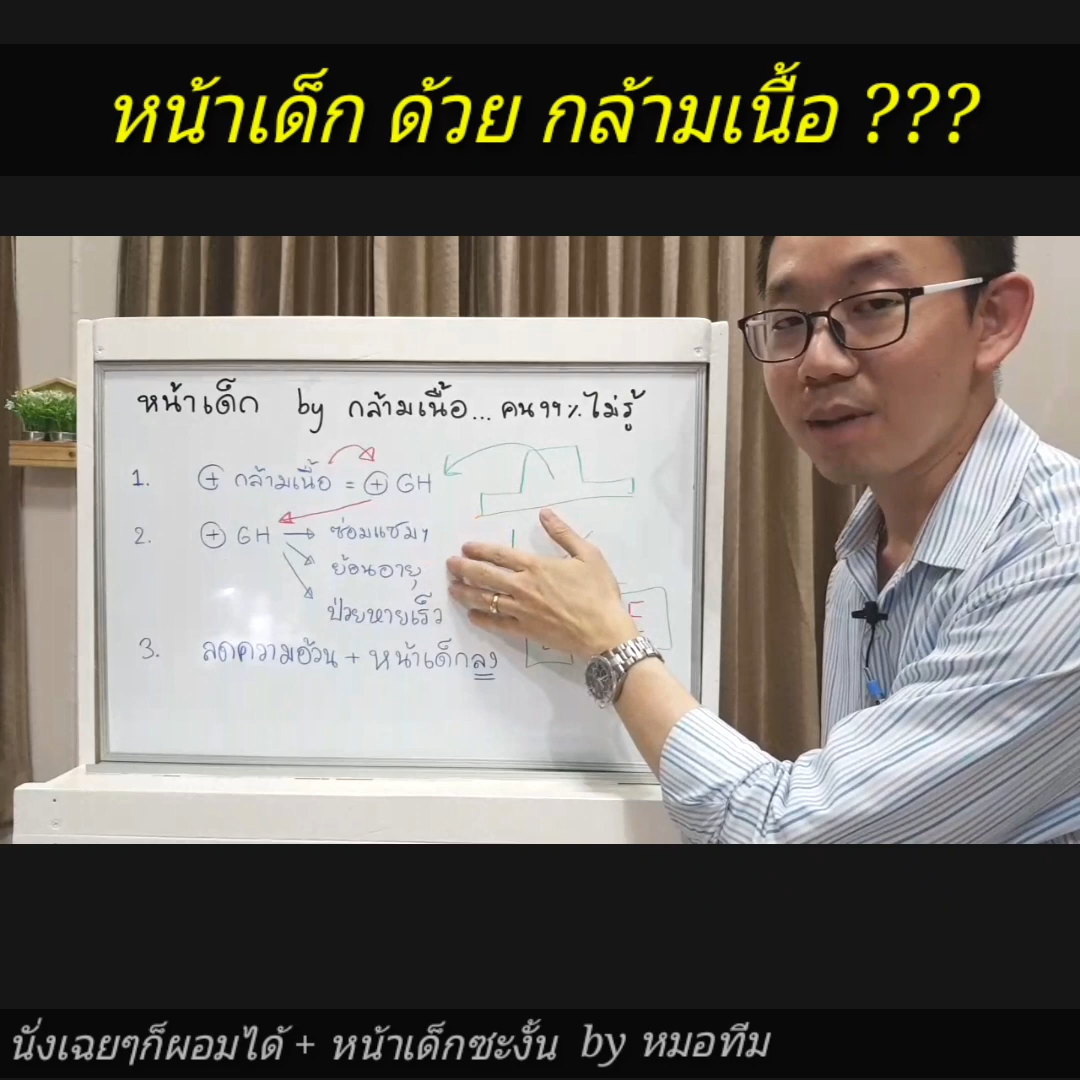 หน้าเด็ก ด้วย กล้ามเนื้อ ???
หน้าเด็ก by กล้ามเนื้อ... คน 99% ไม่รู้
1. + กล้ามเนื้อ = + GH
2. + GH → ซ่อมแซมฯ
ย้อนอายุ
ป่วยหายเร็ว
3. ลดความอ้วน + หน้าเด็กลง
นั่งเฉยๆก็ผอมได้ + หน้าเด็กซะงั้น by หมอทีม